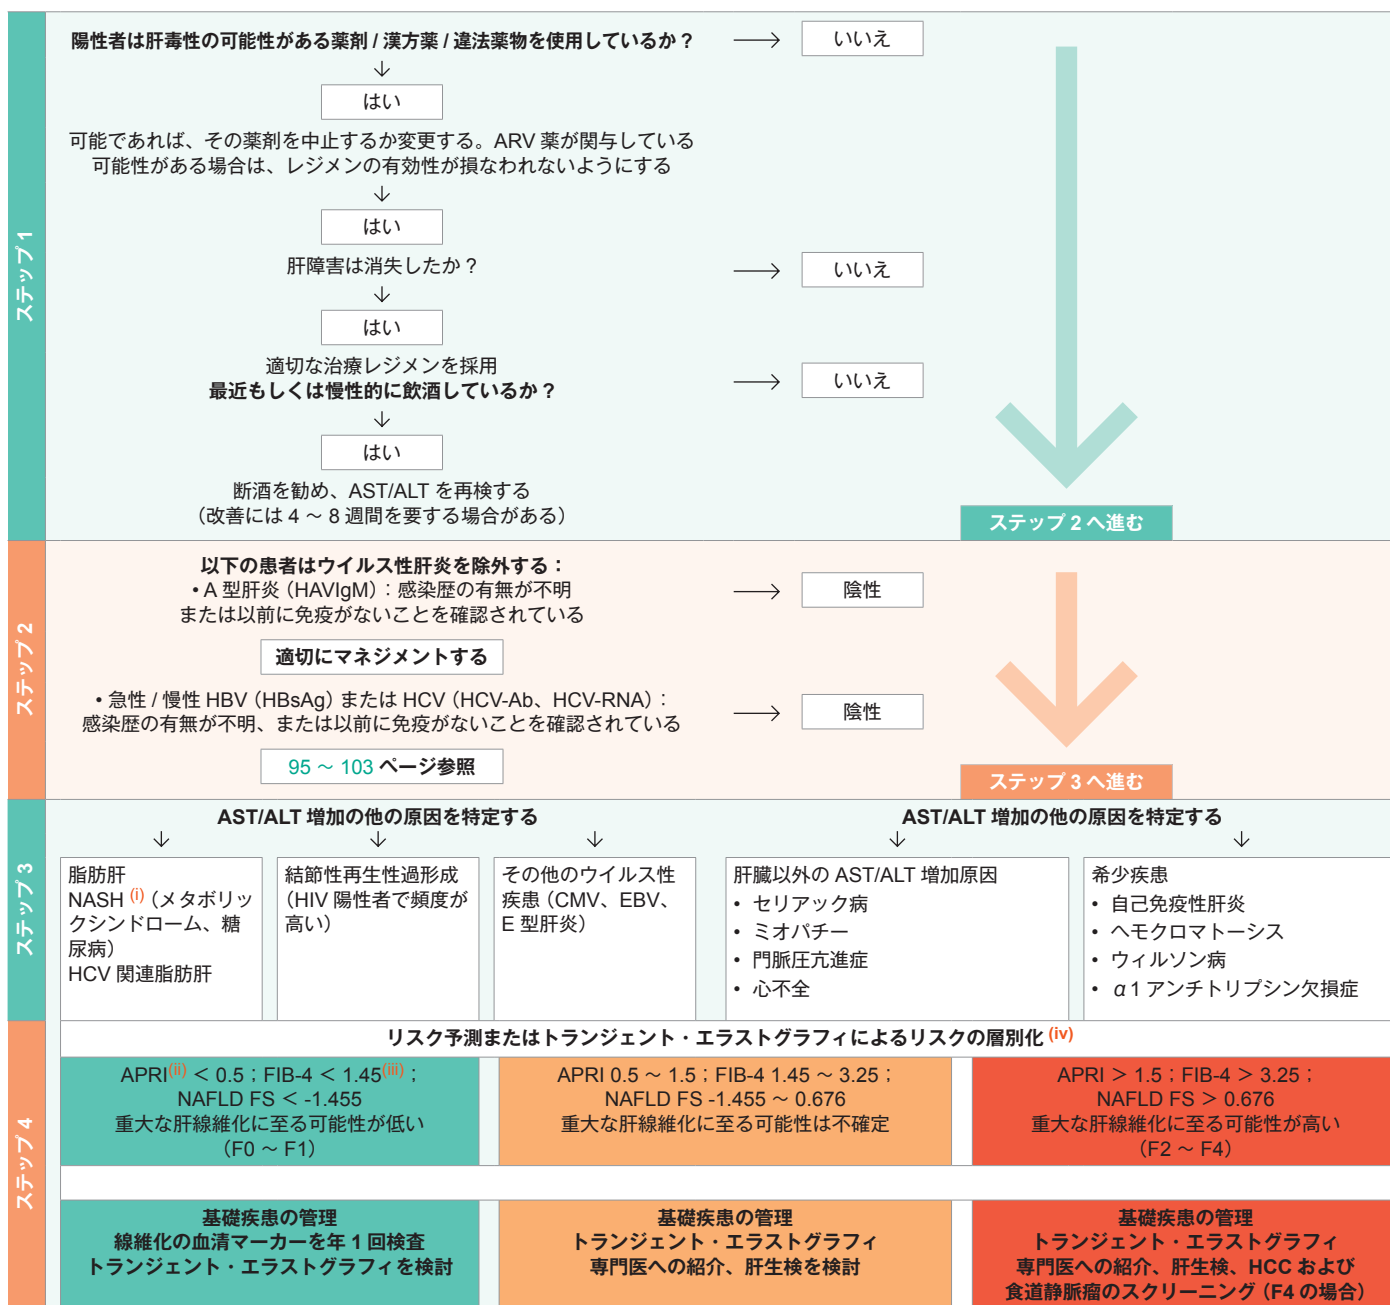 ステップ 1
陽性者は肝毒性の可能性がある薬剤 / 漢方薬 / 違法薬物を使用しているか？
いいえ
はい
可能であれば、その薬剤を中止するか変更する。ARV 薬が関与している
可能性がある場合は、レジメンの有効性が損なわれないようにする
はい
肝障害は消失したか？
いいえ
はい
適切な治療レジメンを採用
最近もしくは慢性的に飲酒しているか？
いいえ
はい
断酒を勧め、AST/ALT を再検する
（改善には 4 ～ 8 週間を要する場合がある）
ステップ 2 へ進む
ステップ 2
以下の患者はウイルス性肝炎を除外する：
• A 型肝炎（HAVIgM）：感染歴の有無が不明
または以前に免疫がないことを確認されている
陰性
適切にマネジメントする
• 急性 / 慢性 HBV（HBsAg）または HCV（HCV-Ab、HCV-RNA）：
感染歴の有無が不明、または以前に免疫がないことを確認されている
陰性
95 ～ 103 ページ参照
ステップ 3 へ進む
ステップ 3
AST/ALT 増加の他の原因を特定する
AST/ALT 増加の他の原因を特定する
脂肪肝
NASH (i)（メタボリッ
クシンドローム、糖
尿病）
HCV 関連脂肪肝
結節性再生性過形成
（HIV 陽性者で頻度が
高い）
その他のウイルス性
疾患（CMV、EBV、
E 型肝炎）
肝臓以外の AST/ALT 増加原因
• セリアック病
• ミオパチー
• 門脈圧亢進症
• 心不全
希少疾患
• 自己免疫性肝炎
• ヘモクロマトーシス
• ウィルソン病
• α1 アンチトリプシン欠損症
ステップ 4
リスク予測またはトランジェント・エラストグラフィによるリスクの層別化 (iv)
APRI(ii) ＜ 0.5；FIB-4 ＜ 1.45(iii)；
NAFLD FS ＜ -1.455
重大な肝線維化に至る可能性が低い
（F0 ～ F1）
APRI 0.5 ～ 1.5；FIB-4 1.45 ～ 3.25；
NAFLD FS -1.455 ～ 0.676
重大な肝線維化に至る可能性は不確定
APRI ＞ 1.5；FIB-4 ＞ 3.25；
NAFLD FS ＞ 0.676
重大な肝線維化に至る可能性が高い
（F2 ～ F4）
基礎疾患の管理
線維化の血清マーカーを年 1 回検査
トランジェント・エラストグラフィを検討
基礎疾患の管理
トランジェント・エラストグラフィ
専門医への紹介、肝生検を検討
基礎疾患の管理
トランジェント・エラストグラフィ
専門医への紹介、肝生検、HCC および
食道静脈瘤のスクリーニング（F4 の場合）